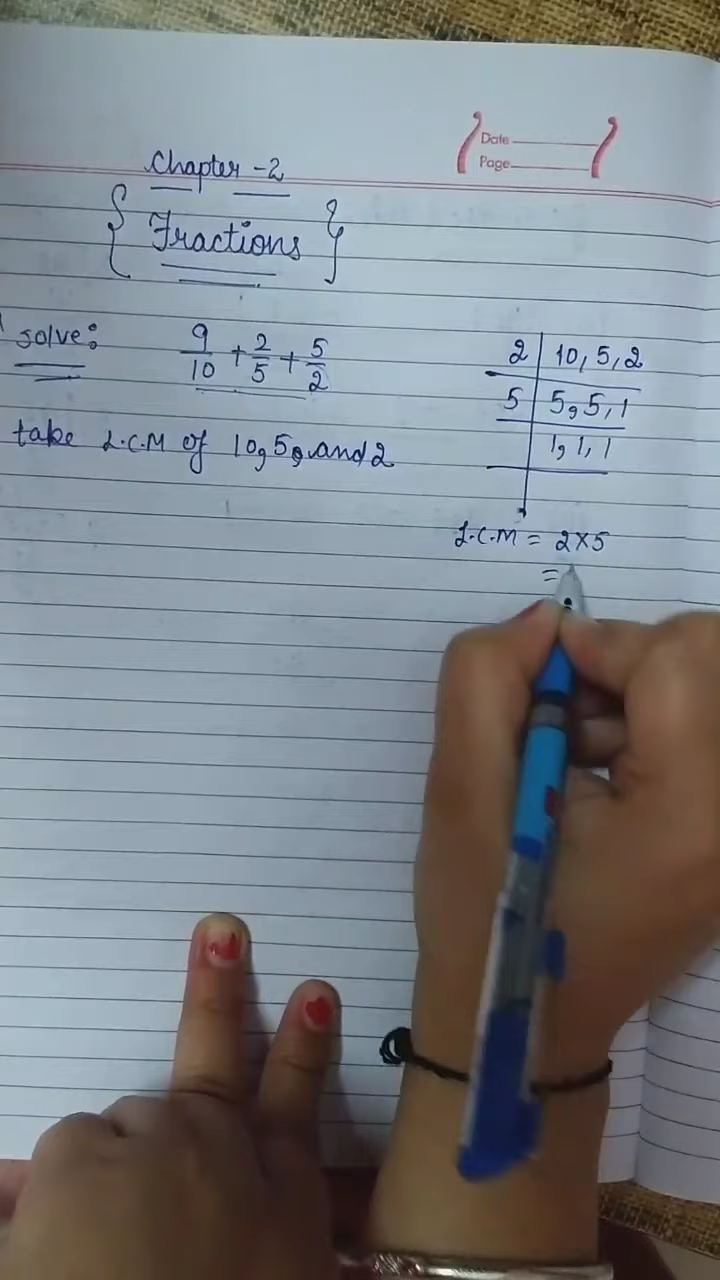 Date
Page
Chapter -2
{ Fractions }
solve: 9/10 + 2/5 + 5/2
take L.C.M of 10, 5, and 2
2 | 10, 5, 2
5 | 5, 5, 1
1, 1, 1
L.C.M = 2×5
=